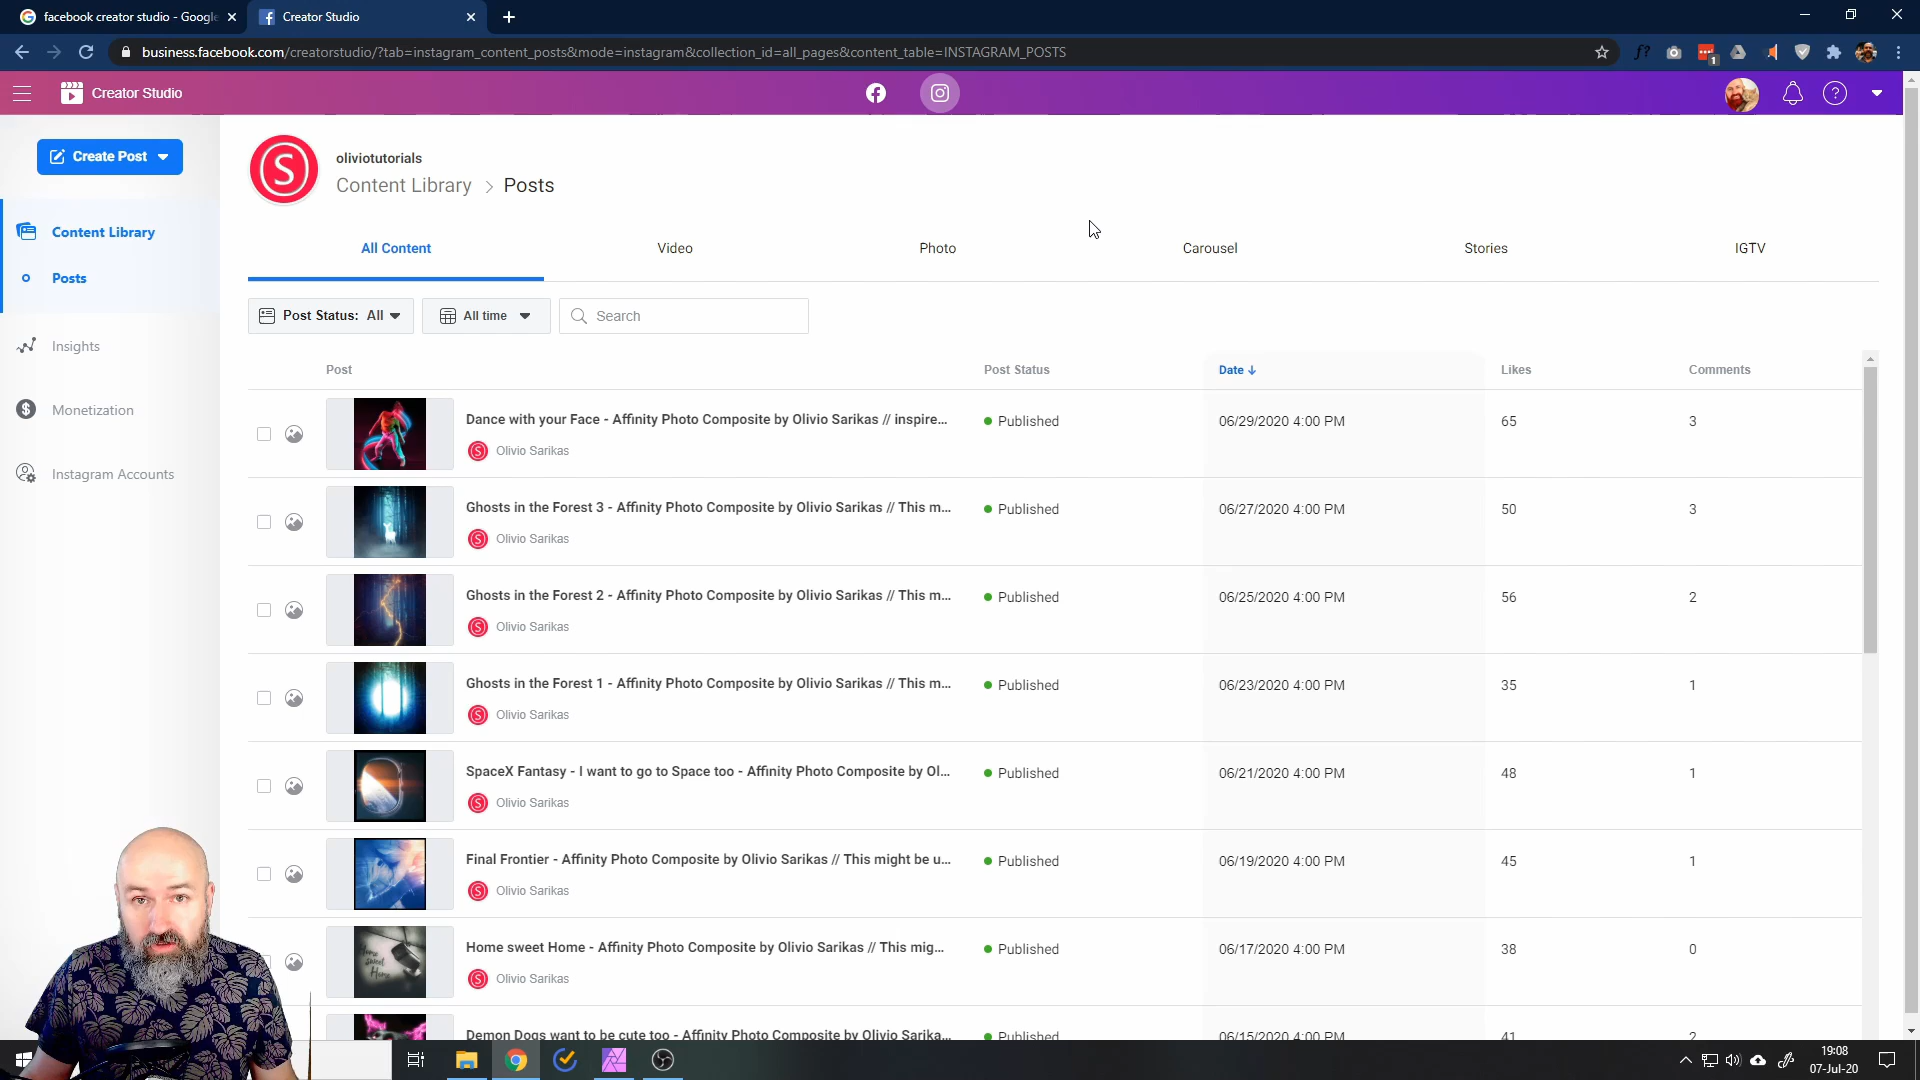 facebook creator studio - Google
Creator Studio
business.facebook.com/creatorstudio/?tab=instagram_content_posts&mode=instagram&collection_id=all_pages&content_table=INSTAGRAM_POSTS
f?
1
Creator Studio
?
Create Post
oliviotutorials
Content Library > Posts
Content Library
Posts
Insights
$ Monetization
Instagram Accounts
S
All Content Video Photo Carousel Stories IGTV
Post Status: All All time Search
Post Post Status Date ↓ Likes Comments
Dance with your Face - Affinity Photo Composite by Olivio Sarikas // inspire... Published 06/29/2020 4:00 PM 65 3
S Olivio Sarikas
Ghosts in the Forest 3 - Affinity Photo Composite by Olivio Sarikas // This m... Published 06/27/2020 4:00 PM 50 3
S Olivio Sarikas
Ghosts in the Forest 2 - Affinity Photo Composite by Olivio Sarikas // This m... Published 06/25/2020 4:00 PM 56 2
S Olivio Sarikas
Ghosts in the Forest 1 - Affinity Photo Composite by Olivio Sarikas // This m... Published 06/23/2020 4:00 PM 35 1
S Olivio Sarikas
SpaceX Fantasy - I want to go to Space too - Affinity Photo Composite by Ol... Published 06/21/2020 4:00 PM 48 1
S Olivio Sarikas
Final Frontier - Affinity Photo Composite by Olivio Sarikas // This might be u... Published 06/19/2020 4:00 PM 45 1
S Olivio Sarikas
Home sweet Home - Affinity Photo Composite by Olivio Sarikas // This mig... Published 06/17/2020 4:00 PM 38 0
home sweet Home
S Olivio Sarikas
Demon Dogs want to be cute too - Affinity Photo Composite by Olivio Sarika... Published 06/15/2020 4:00 PM 41 2
19:08
07-Jul-20